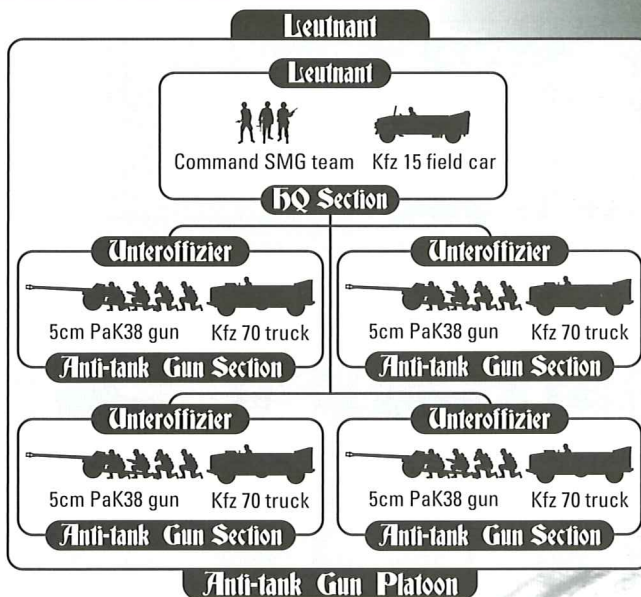 Leutnant
Leutnant
Command SMG team Kfz 15 field car
HQ Section
Unteroffizier Unteroffizier
5cm PaK38 gun Kfz 70 truck 5cm PaK38 gun Kfz 70 truck
Anti-tank Gun Section Anti-tank Gun Section
Unteroffizier Unteroffizier
5cm PaK38 gun Kfz 70 truck 5cm PaK38 gun Kfz 70 truck
Anti-tank Gun Section Anti-tank Gun Section
Anti-tank Gun Platoon